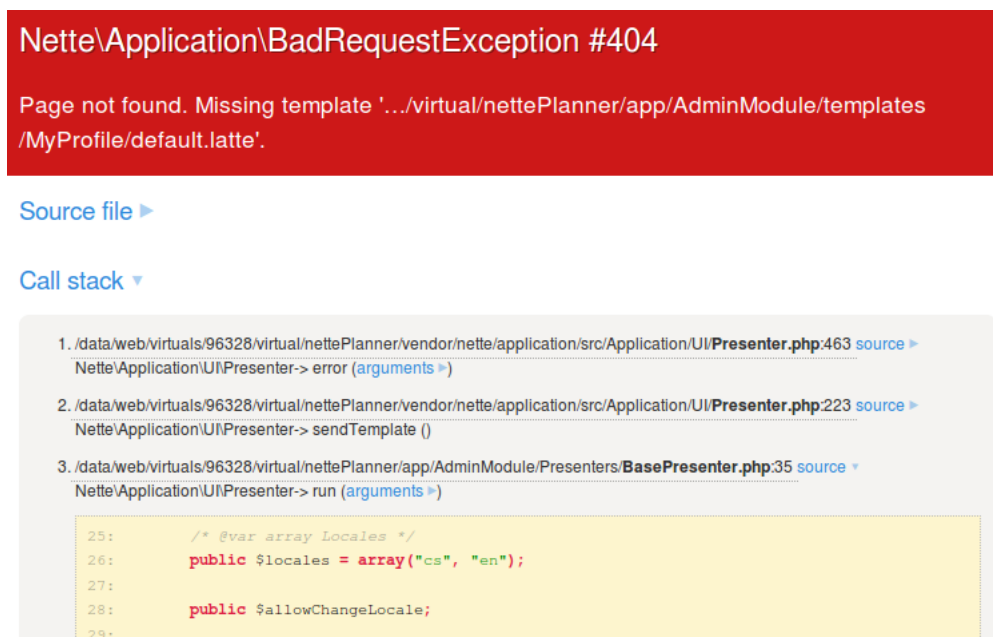 Nette\Application\BadRequestException #404
Page not found. Missing template '…/virtual/nettePlanner/app/AdminModule/templates
/MyProfile/default.latte'.
Source file ►
Call stack ▼
1. /data/web/virtuals/96328/virtual/nettePlanner/vendor/nette/application/src/Application/UI/Presenter.php:463 source ►
Nette\Application\UI\Presenter-> error (arguments ►)
2. /data/web/virtuals/96328/virtual/nettePlanner/vendor/nette/application/src/Application/UI/Presenter.php:223 source ►
Nette\Application\UI\Presenter-> sendTemplate ()
3. /data/web/virtuals/96328/virtual/nettePlanner/app/AdminModule/Presenters/BasePresenter.php:35 source ▼
Nette\Application\UI\Presenter-> run (arguments ►)
25: /* @var array Locales */
26: public $locales = array("cs", "en");
27:
28: public $allowChangeLocale;
29: